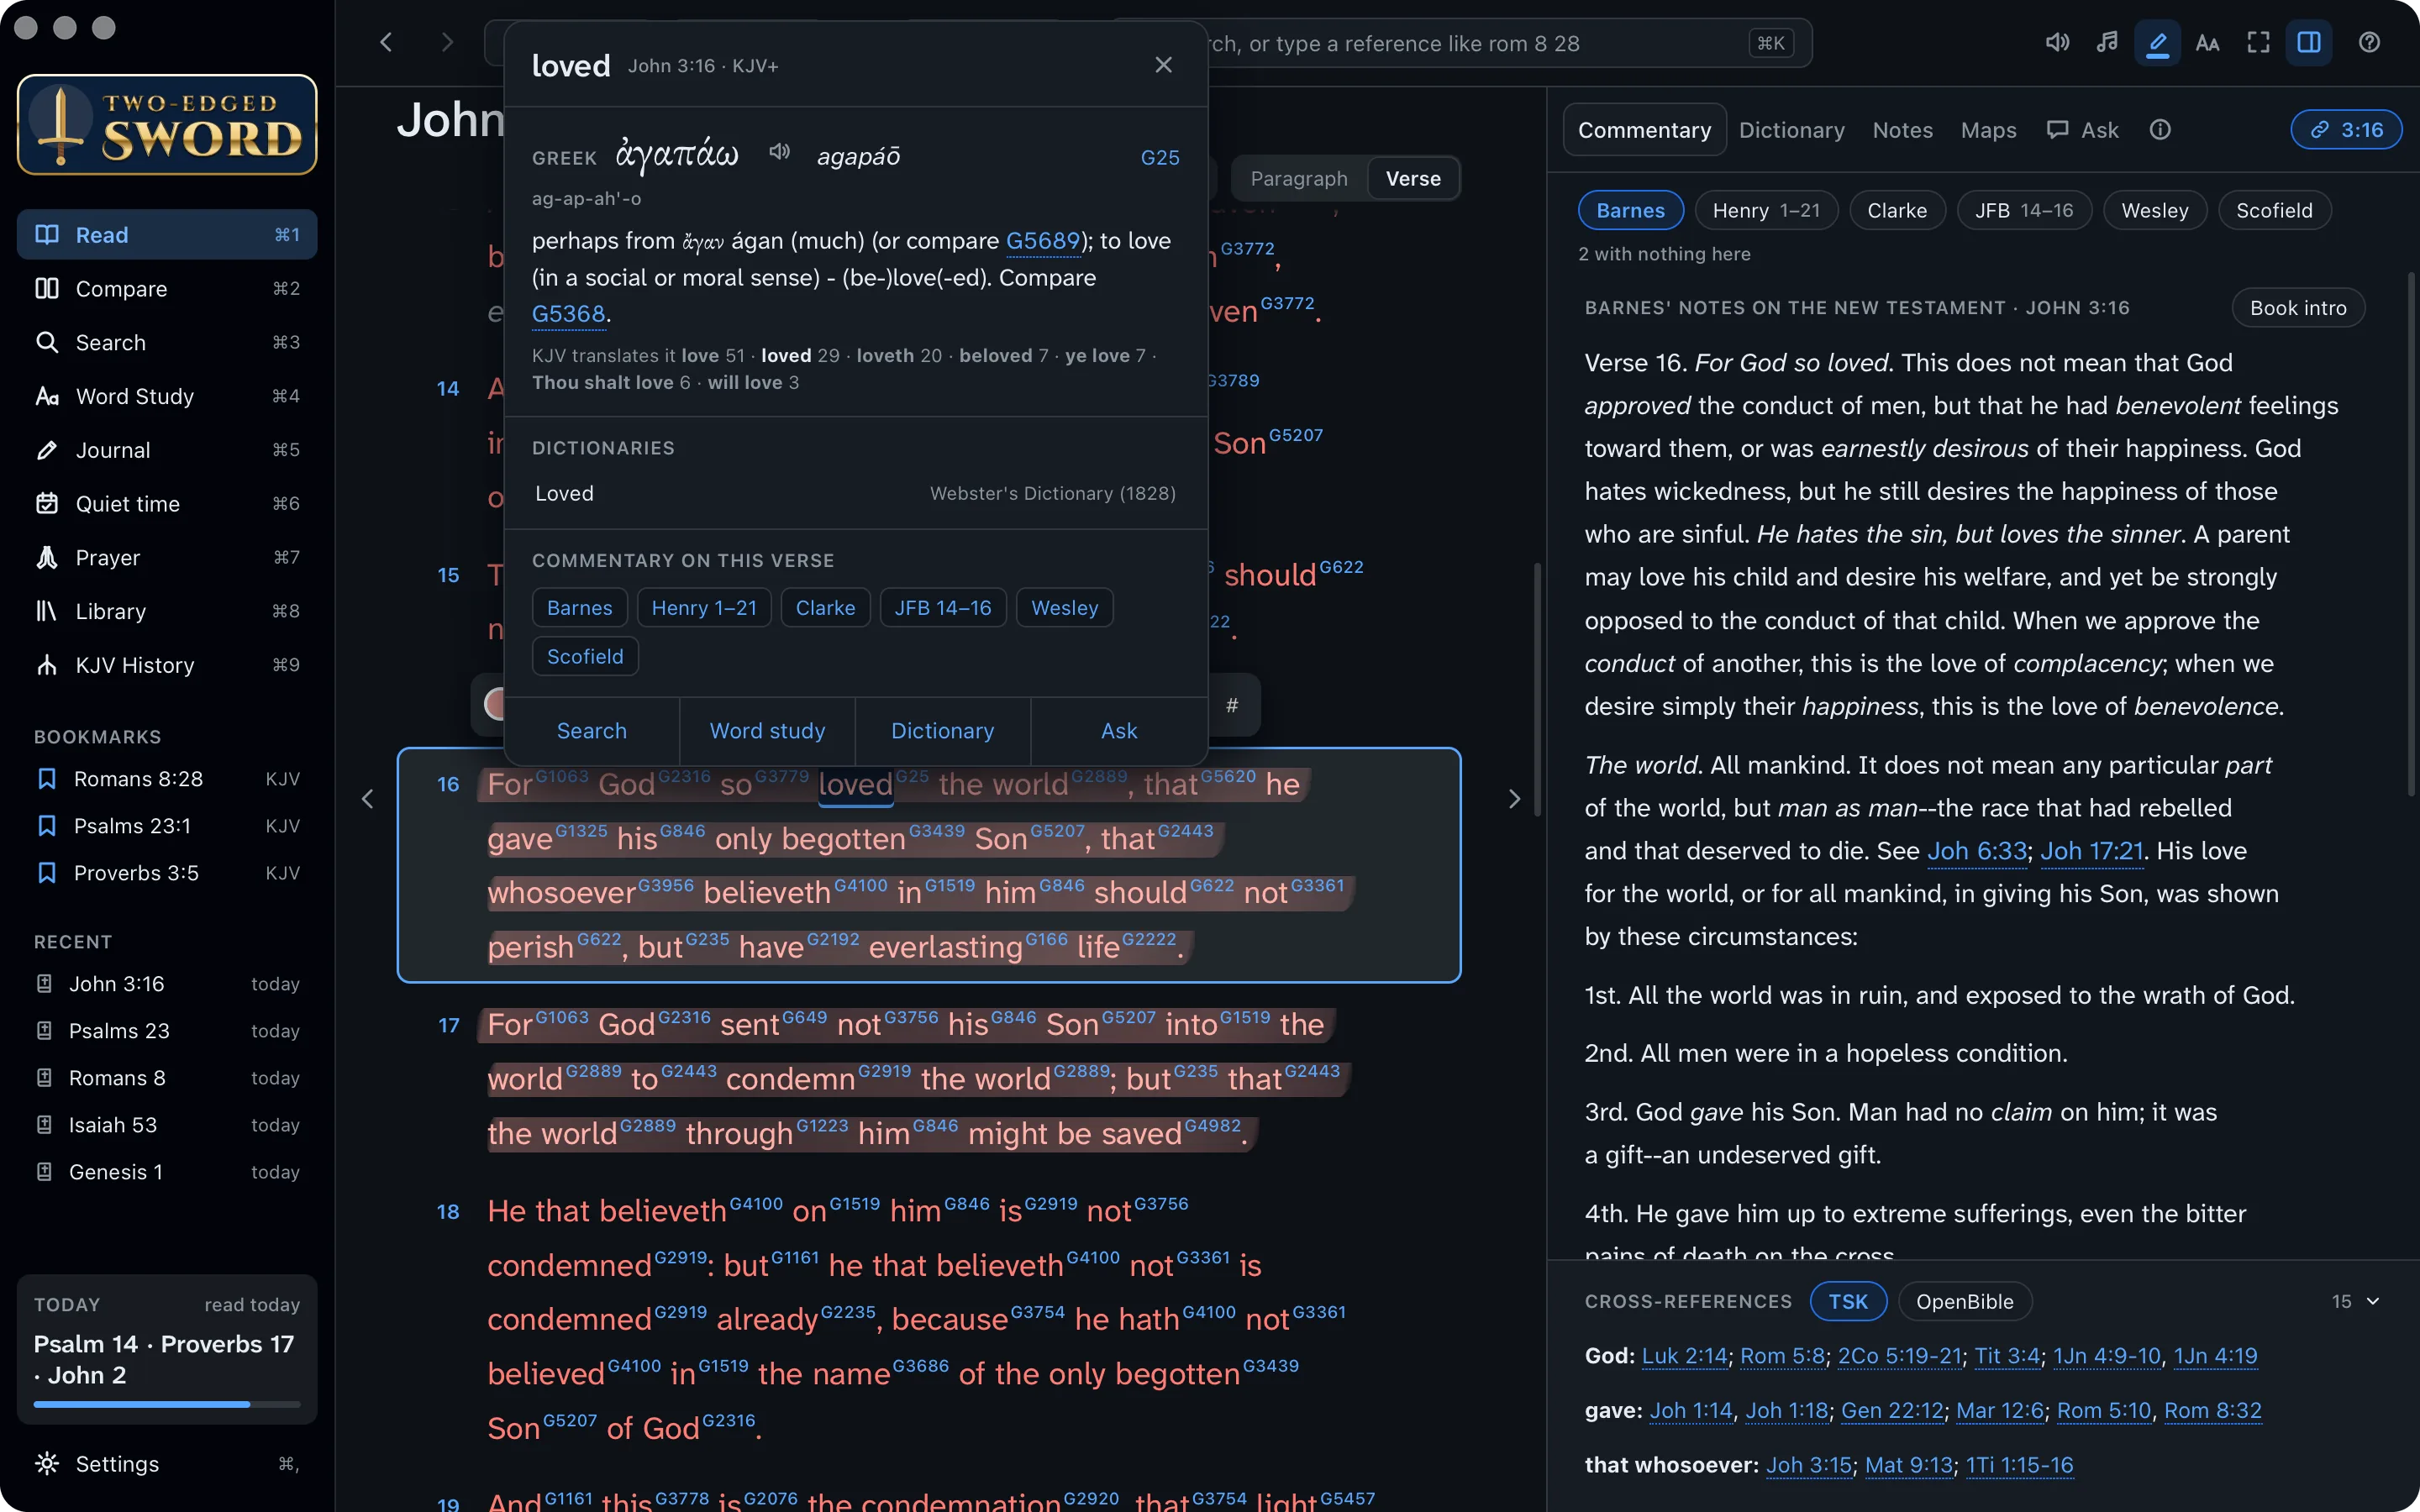 TWO-EDGED
SWORD
Read ⌘1
Compare ⌘2
Search ⌘3
Word Study ⌘4
Journal ⌘5
Quiet time ⌘6
Prayer ⌘7
Library ⌘8
KJV History ⌘9
BOOKMARKS
Romans 8:28 KJV
Psalms 23:1 KJV
Proverbs 3:5 KJV
RECENT
John 3:16 today
Psalms 23 today
Romans 8 today
Isaiah 53 today
Genesis 1 today
TODAY read today
Psalm 14 · Proverbs 17
· John 2
Settings ⌘,
or type a reference like rom 8 28 ⌘K
John
Paragraph Verse
loved John 3:16 · KJV+
GREEK ἀγαπάω agapáō G25
ag-ap-ah'-o
perhaps from ἄγαν ágan (much) (or compare G5689); to love
(in a social or moral sense) - (be-)love(-ed). Compare
G5368.
KJV translates it love 51 · loved 29 · loveth 20 · beloved 7 · ye love 7 ·
Thou shalt love 6 · will love 3
DICTIONARIES
Loved Webster's Dictionary (1828)
COMMENTARY ON THIS VERSE
Barnes Henry 1–21 Clarke JFB 14–16 Wesley
Scofield
Search Word study Dictionary Ask
#
G3772,
G3772.
14
G3789
Son G5207
15 should G622
16 For G1063 God G2316 so G3779 loved G25 the world G2889, that G5620 he
gave G1325 his G846 only begotten G3439 Son G5207, that G2443
whosoever G3956 believeth G4100 in G1519 him G846 should G622 not G3361
perish G622, but G235 have G2192 everlasting G166 life G2222.
17 For G1063 God G2316 sent G649 not G3756 his G846 Son G5207 into G1519 the
world G2889 to G2443 condemn G2919 the world G2889; but G235 that G2443
the world G2889 through G1223 him G846 might be saved G4982.
18 He that believeth G4100 on G1519 him G846 is G2919 not G3756
condemned G2919: but G1161 he that believeth G4100 not G3361 is
condemned G2919 already G2235, because G3754 he hath G4100 not G3361
believed G4100 in G1519 the name G3686 of the only begotten G3439
Son G5207 of God G2316.
19 And G1161 this G3778 is G2076 the condemnation G2920, that G3754 light G5457
Commentary Dictionary Notes Maps Ask 3:16
Barnes Henry 1–21 Clarke JFB 14–16 Wesley Scofield
2 with nothing here
BARNES' NOTES ON THE NEW TESTAMENT · JOHN 3:16 Book intro
Verse 16. For God so loved. This does not mean that God
approved the conduct of men, but that he had benevolent feelings
toward them, or was earnestly desirous of their happiness. God
hates wickedness, but he still desires the happiness of those
who are sinful. He hates the sin, but loves the sinner. A parent
may love his child and desire his welfare, and yet be strongly
opposed to the conduct of that child. When we approve the
conduct of another, this is the love of complacency; when we
desire simply their happiness, this is the love of benevolence.
The world. All mankind. It does not mean any particular part
of the world, but man as man--the race that had rebelled
and that deserved to die. See Joh 6:33; Joh 17:21. His love
for the world, or for all mankind, in giving his Son, was shown
by these circumstances:
1st. All the world was in ruin, and exposed to the wrath of God.
2nd. All men were in a hopeless condition.
3rd. God gave his Son. Man had no claim on him; it was
a gift--an undeserved gift.
4th. He gave him up to extreme sufferings, even the bitter
pains of death on the cross
CROSS-REFERENCES TSK OpenBible 15
God: Luk 2:14; Rom 5:8; 2Co 5:19-21; Tit 3:4; 1Jn 4:9-10, 1Jn 4:19
gave: Joh 1:14, Joh 1:18; Gen 22:12; Mar 12:6; Rom 5:10, Rom 8:32
that whosoever: Joh 3:15; Mat 9:13; 1Ti 1:15-16